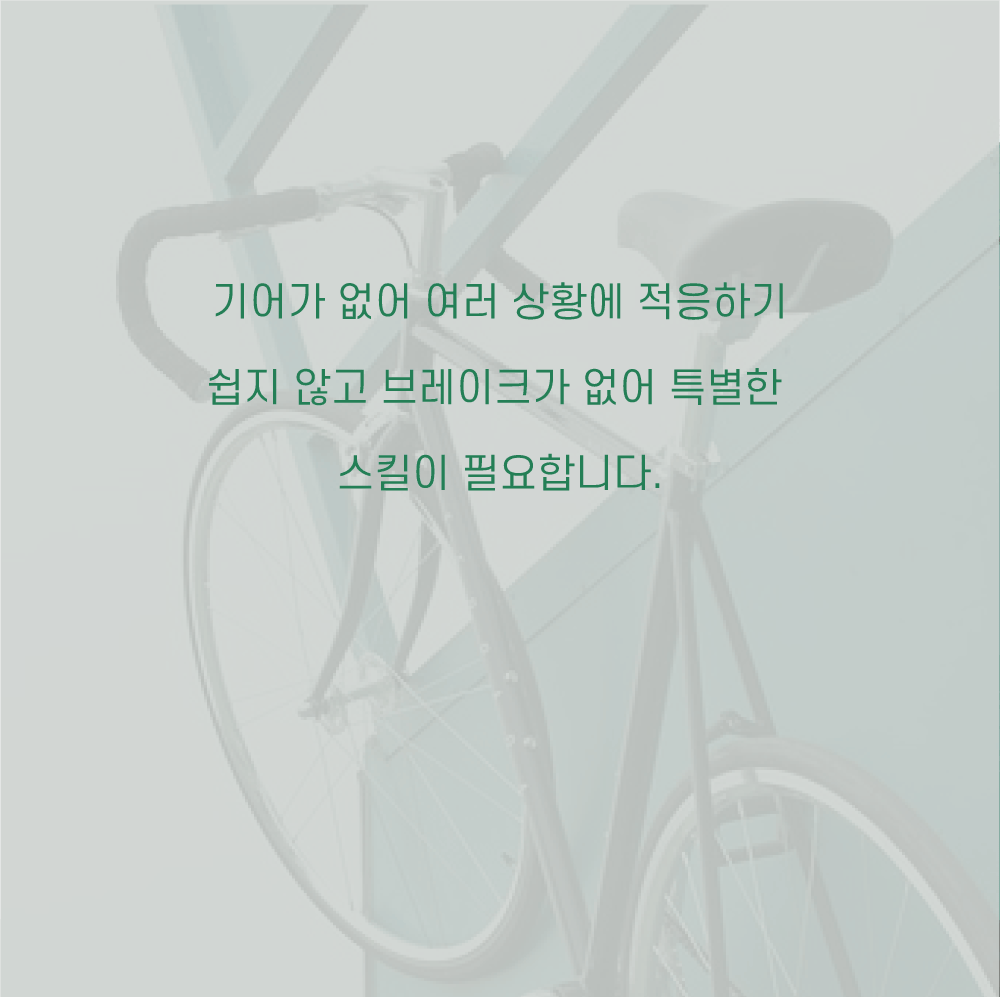 기어가 없어 여러 상황에 적응하기
쉽지 않고 브레이크가 없어 특별한
스킬이 필요합니다.